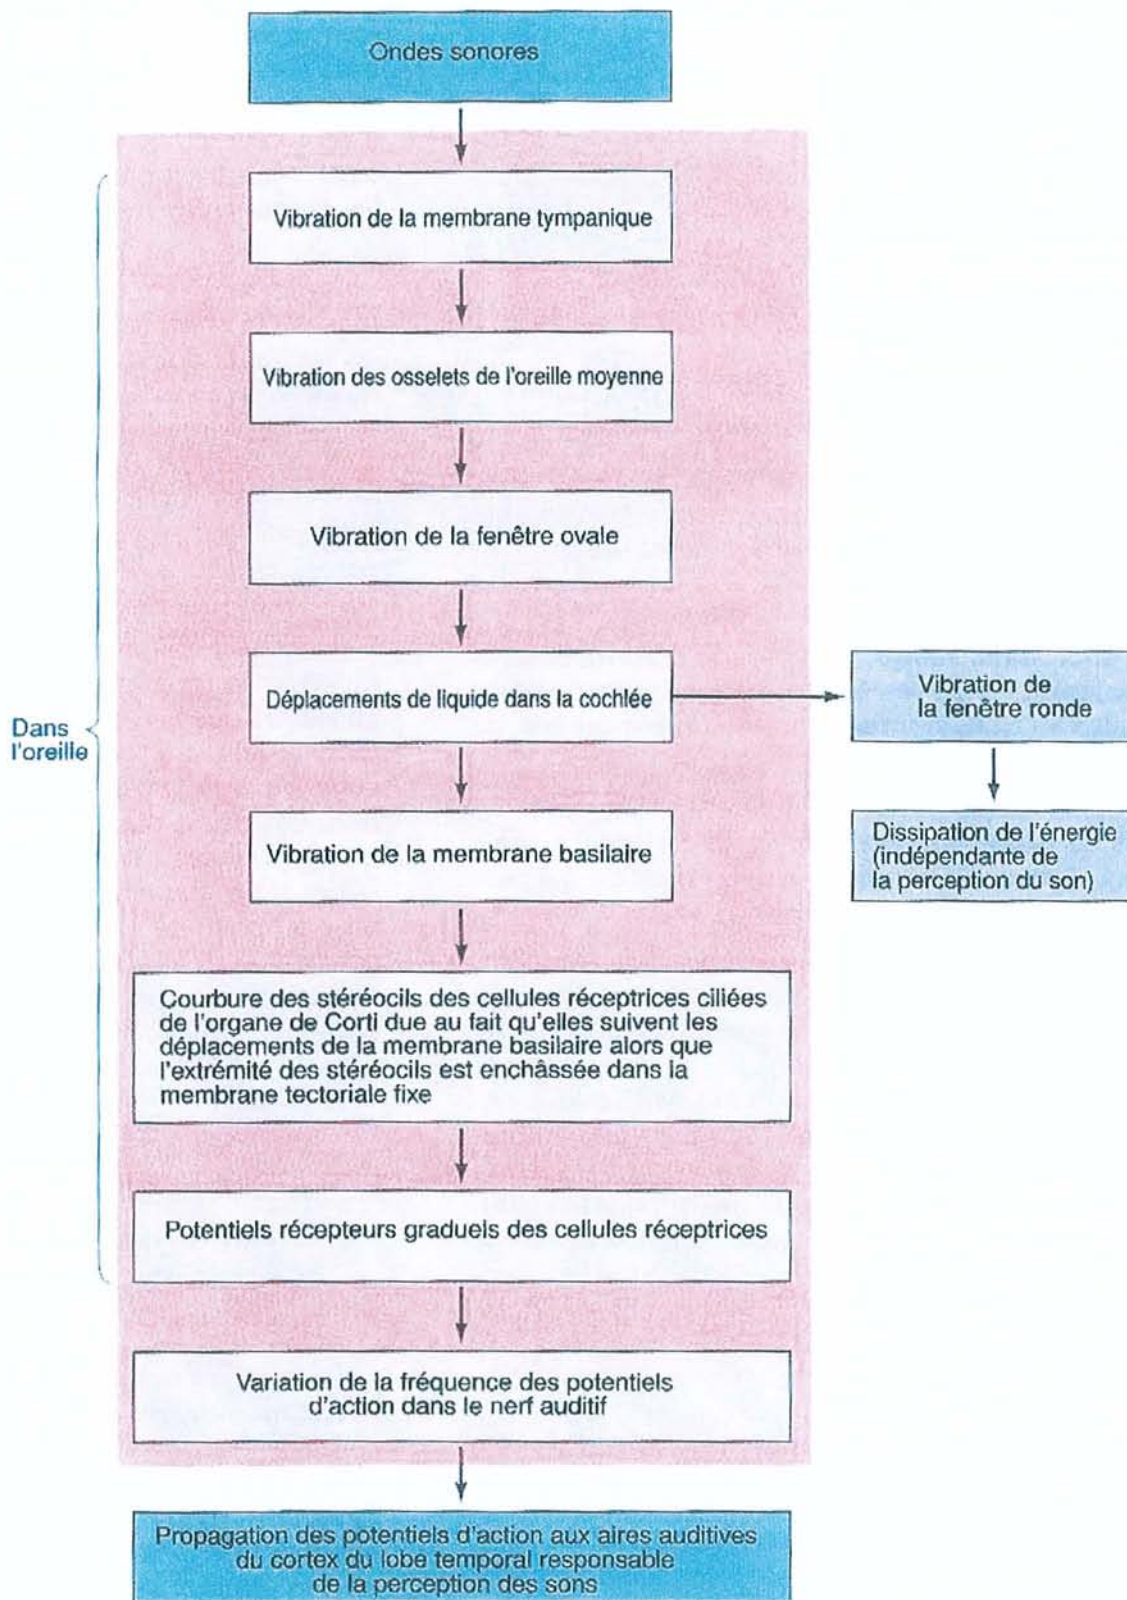 Ondes sonores
Vibration de la membrane tympanique
Vibration des osselets de l'oreille moyenne
Vibration de la fenêtre ovale
Déplacements de liquide dans la cochlée
Vibration de
la fenêtre ronde
Dans
l'oreille
Vibration de la membrane basilaire
Dissipation de l'énergie
(indépendante de
la perception du son)
Courbure des stéréocils des cellules réceptrices ciliées
de l'organe de Corti due au fait qu'elles suivent les
déplacements de la membrane basilaire alors que
l'extrémité des stéréocils est enchâssée dans la
membrane tectoriale fixe
Potentiels récepteurs graduels des cellules réceptrices
Variation de la fréquence des potentiels
d'action dans le nerf auditif
Propagation des potentiels d'action aux aires auditives
du cortex du lobe temporal responsable
de la perception des sons